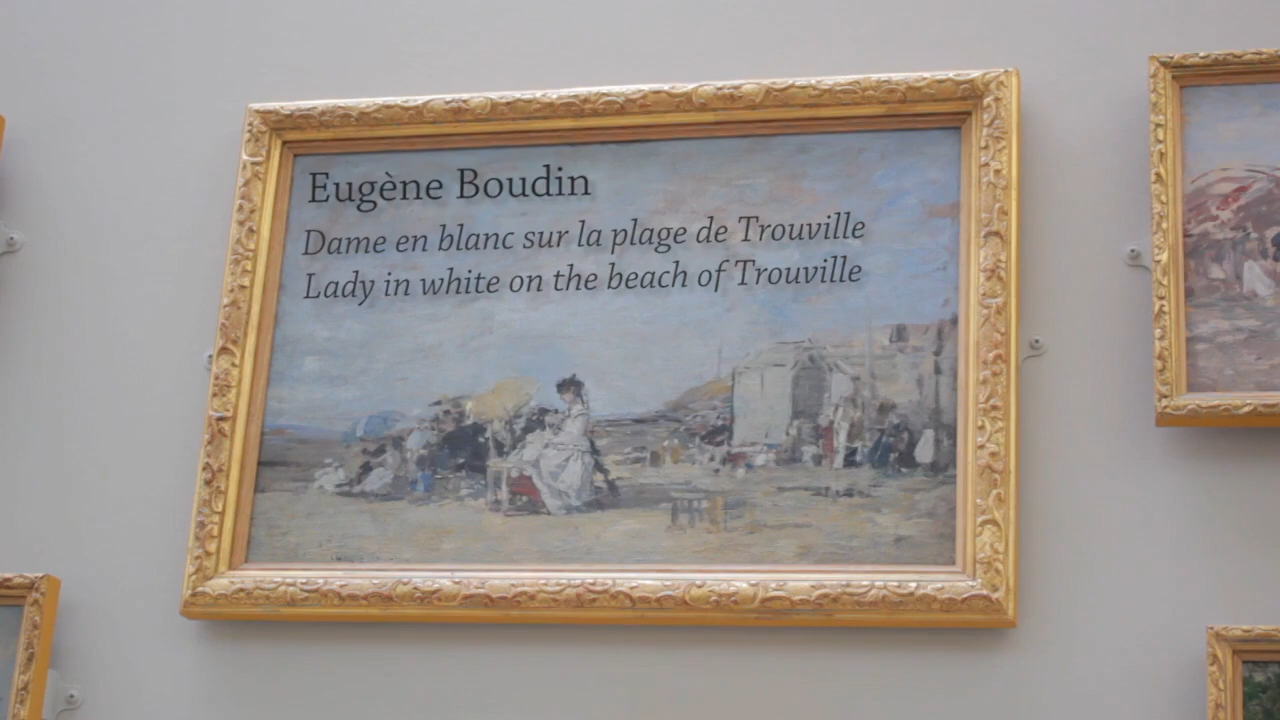 Eugène Boudin
Dame en blanc sur la plage de Trouville
Lady in white on the beach of Trouville